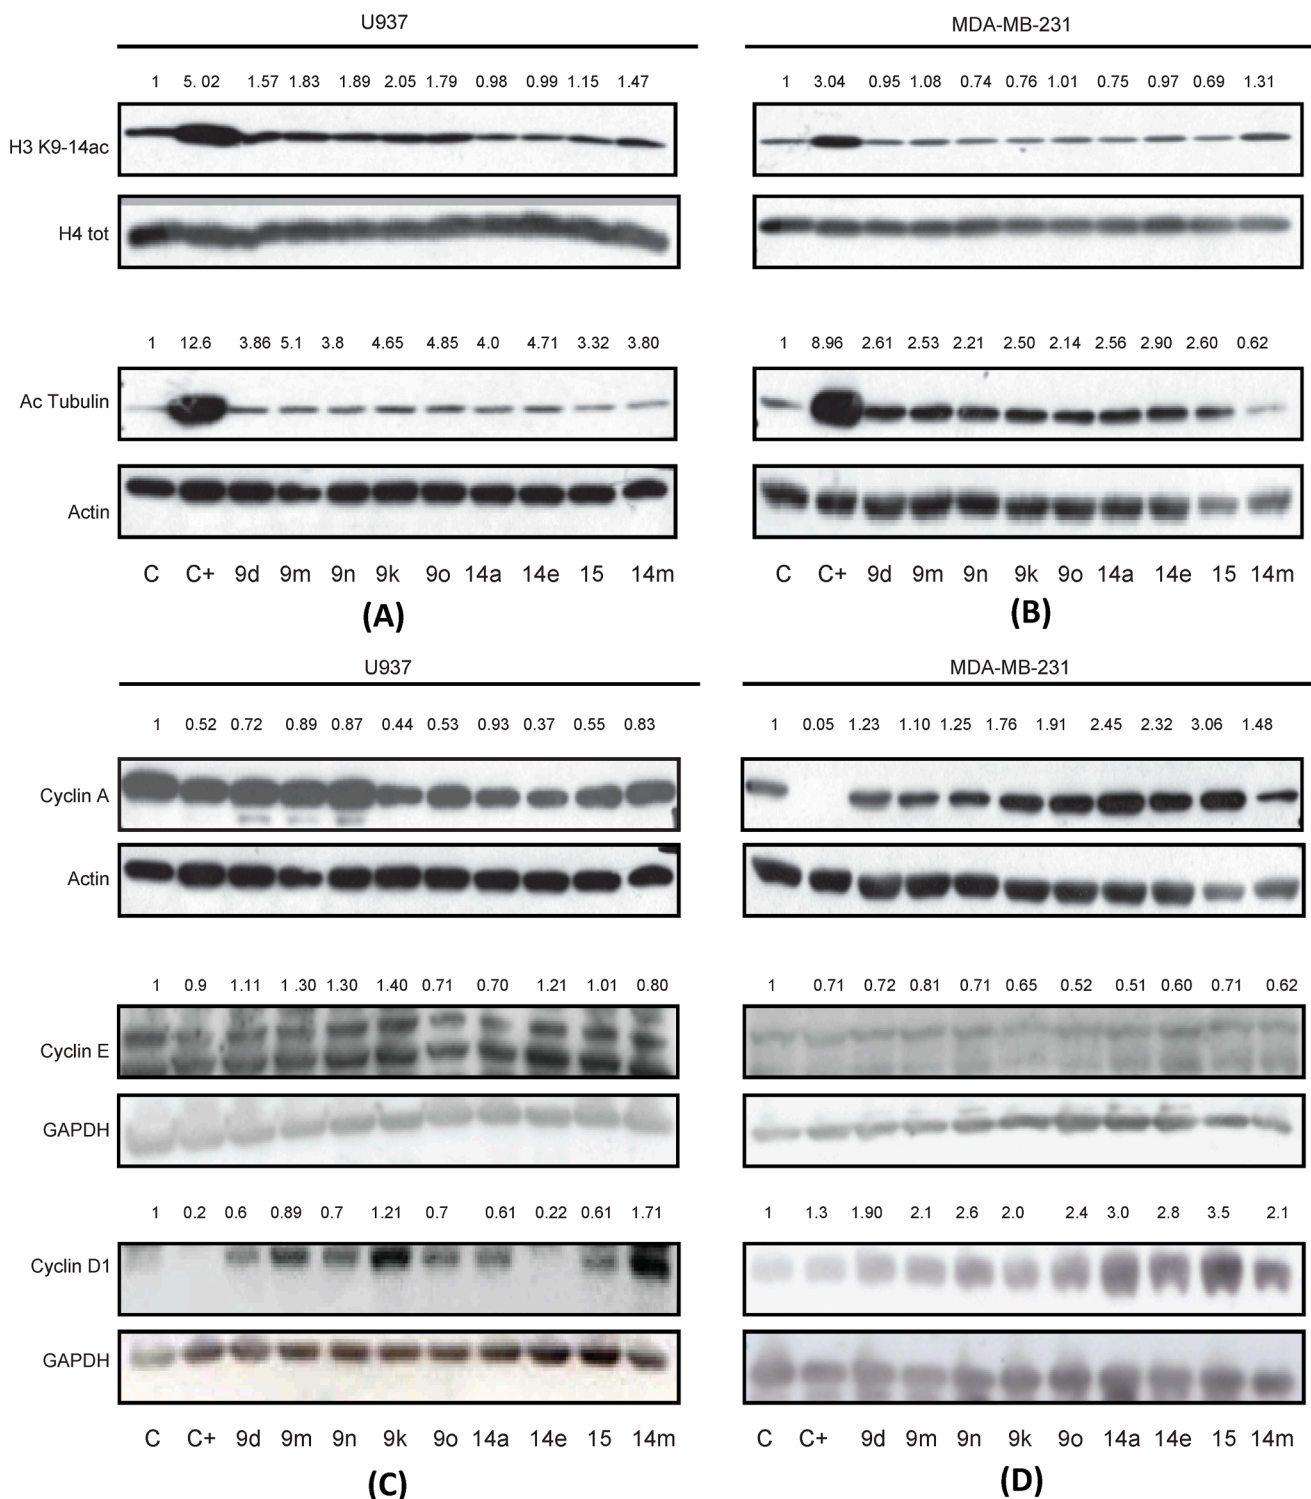 U937
MDA-MB-231
1 5. 02 1.57 1.83 1.89 2.05 1.79 0.98 0.99 1.15 1.47
1 3.04 0.95 1.08 0.74 0.76 1.01 0.75 0.97 0.69 1.31
H3 K9-14ac
H4 tot
1 12.6 3.86 5.1 3.8 4.65 4.85 4.0 4.71 3.32 3.80
1 8.96 2.61 2.53 2.21 2.50 2.14 2.56 2.90 2.60 0.62
Ac Tubulin
Actin
C C+ 9d 9m 9n 9k 9o 14a 14e 15 14m
C C+ 9d 9m 9n 9k 9o 14a 14e 15 14m
(A)
(B)
U937
MDA-MB-231
1 0.52 0.72 0.89 0.87 0.44 0.53 0.93 0.37 0.55 0.83
1 0.05 1.23 1.10 1.25 1.76 1.91 2.45 2.32 3.06 1.48
Cyclin A
Actin
1 0.9 1.11 1 .30 1.30 1.40 0.71 0.70 1.21 1.01 0.80
1 0.71 0.72 0.81 0.71 0.65 0.52 0.51 0.60 0.71 0.62
Cyclin E
GAPDH
1 0.2 0.6 0.89 0.7 1.21 0.7 0.61 0.22 0.61 1.71
1 1.3 1.90 2.1 2.6 2.0 2.4 3.0 2.8 3.5 2.1
Cyclin D1
GAPDH
C C+ 9d 9m 9n 9k 9o 14a 14e 15 14m
C C+ 9d 9m 9n 9k 9o 14a 14e 15 14m
(C)
(D)